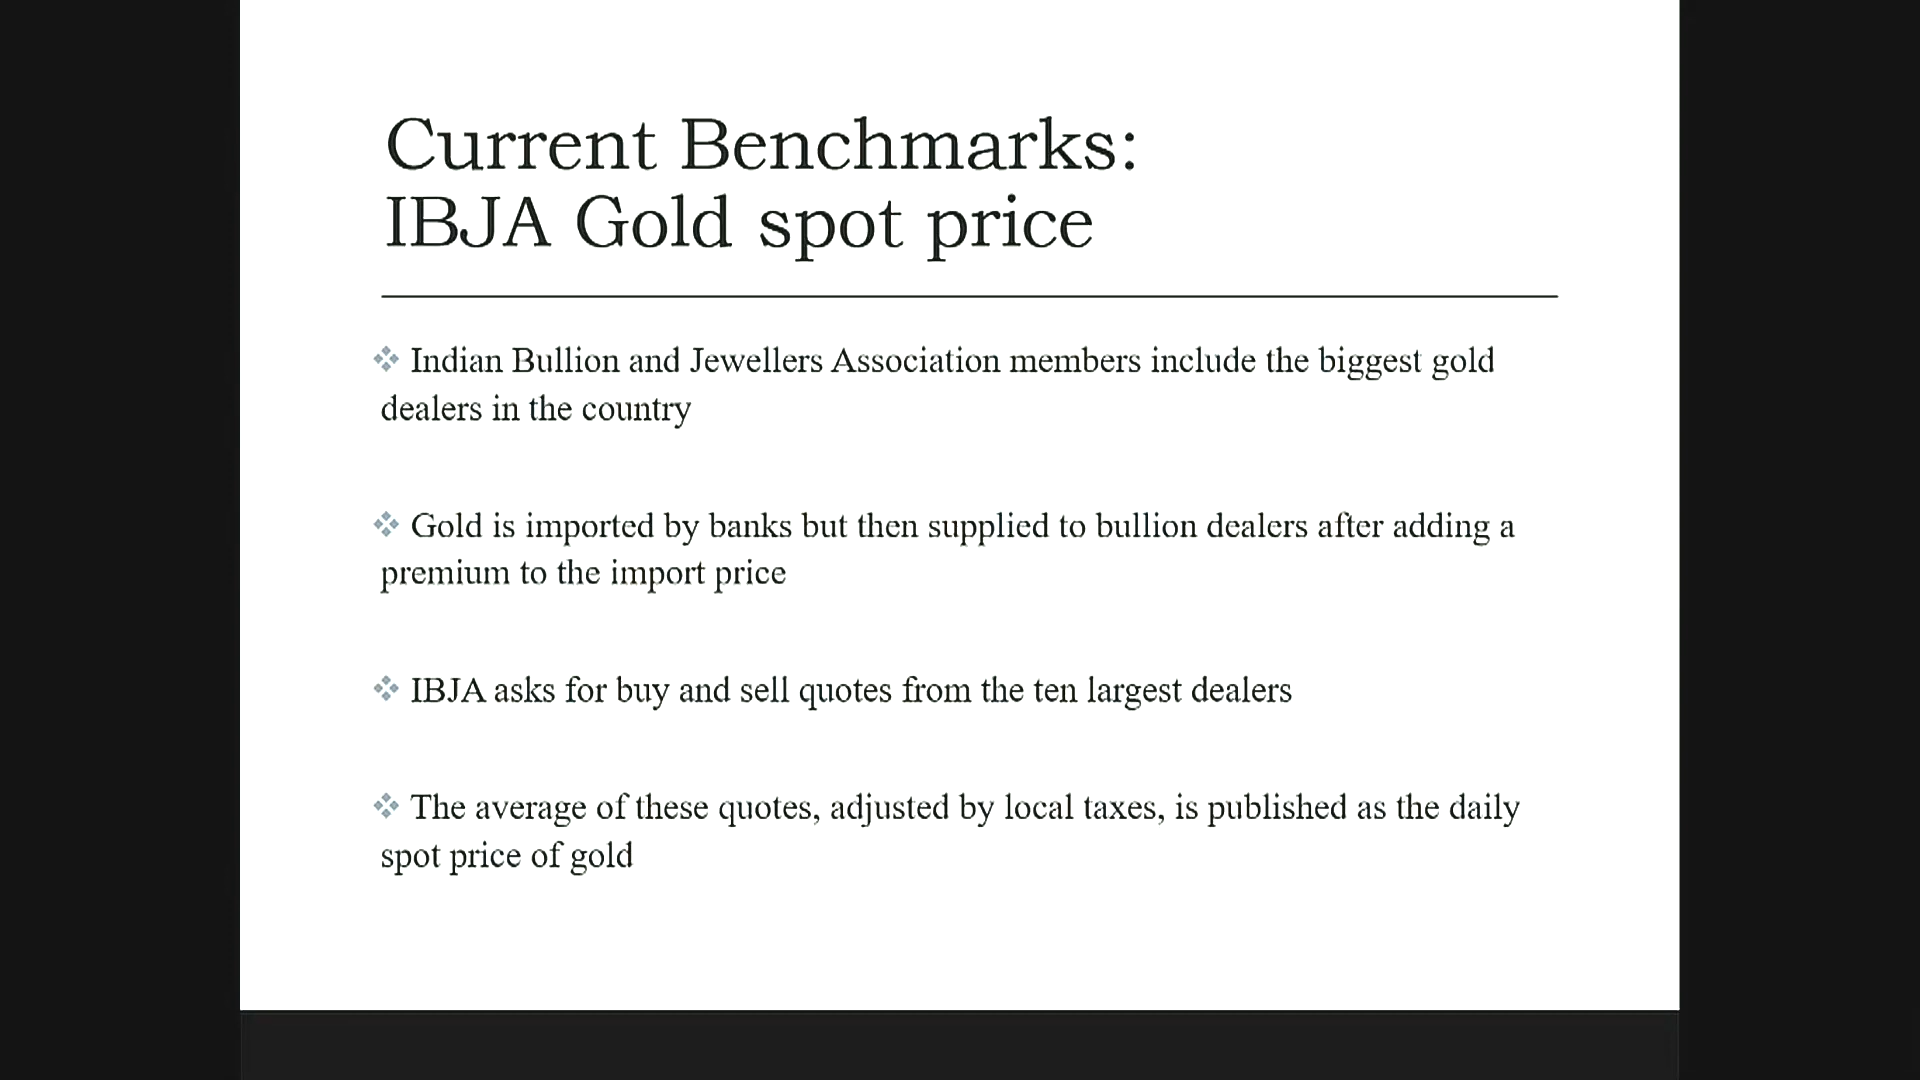 Current Benchmarks:
IBJA Gold spot price
Indian Bullion and Jewellers Association members include the biggest gold
dealers in the country
Gold is imported by banks but then supplied to bullion dealers after adding a
premium to the import price
IBJA asks for buy and sell quotes from the ten largest dealers
The average of these quotes, adjusted by local taxes, is published as the daily
spot price of gold